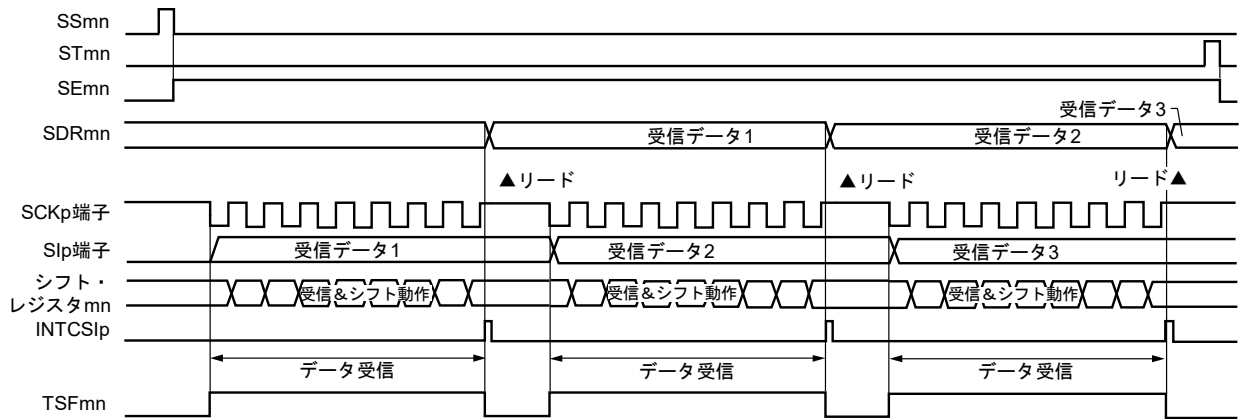 SSmn
STmn
SEmn
受信データ3
SDRmn
受信データ1
受信データ2
▲リード
▲リード
リード▲
SCKp端子
SIp端子
受信データ1
受信データ2
受信データ3
シフト・
レジスタmn
受信&シフト動作
受信&シフト動作
受信&シフト動作
INTCSIp
データ受信
データ受信
データ受信
TSFmn